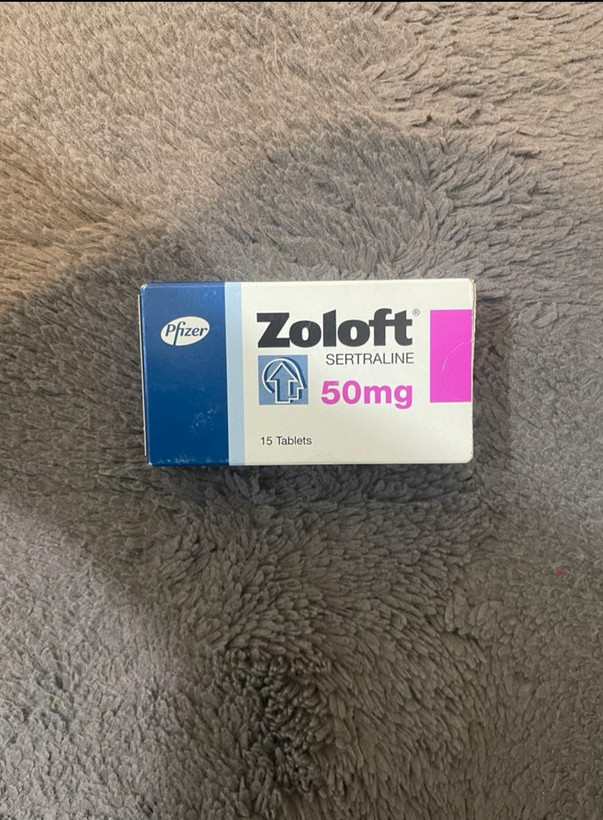 Pfizer
Zoloft®
SERTRALINE
50mg
15 Tablets